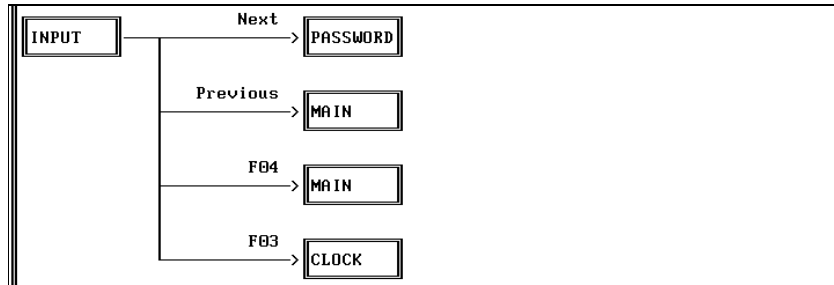 Next
INPUT
PASSWORD
Previous
MAIN
F04
MAIN
F03
CLOCK